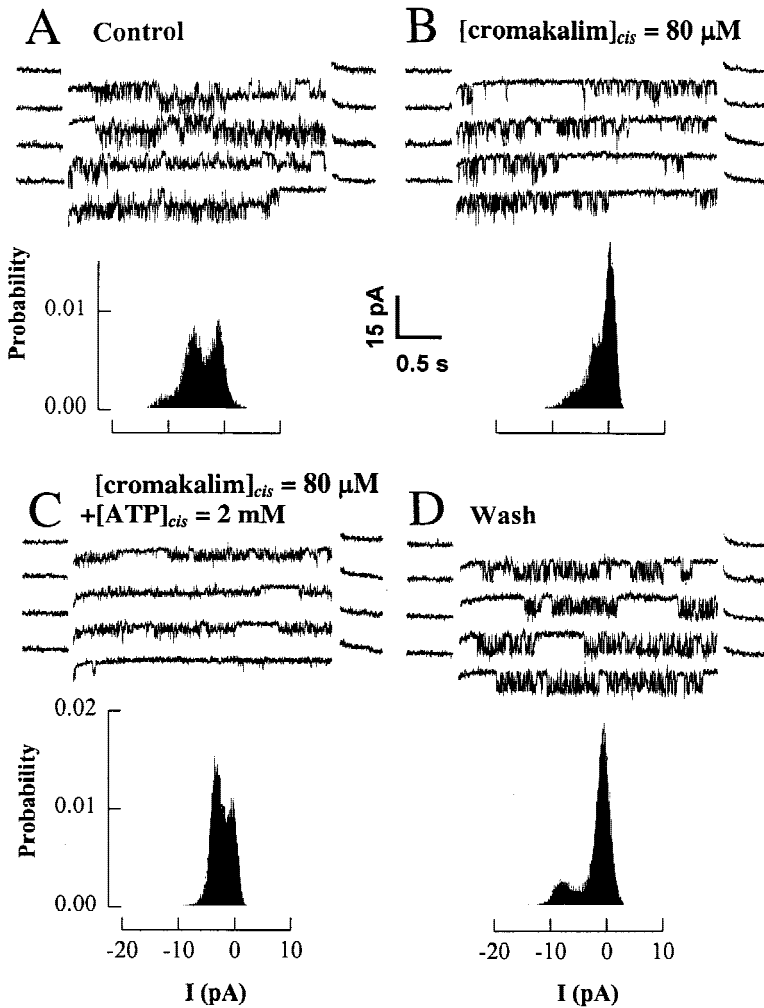 A Control
B [cromakalim]cis = 80 μM
Probability
0.01
0.00
15 pA
0.5 s
C [cromakalim]cis = 80 μM
+[ATP]cis = 2 mM
D Wash
Probability
0.02
0.01
0.00
-20 -10 0 10
I (pA)
-20 -10 0 10
I (pA)